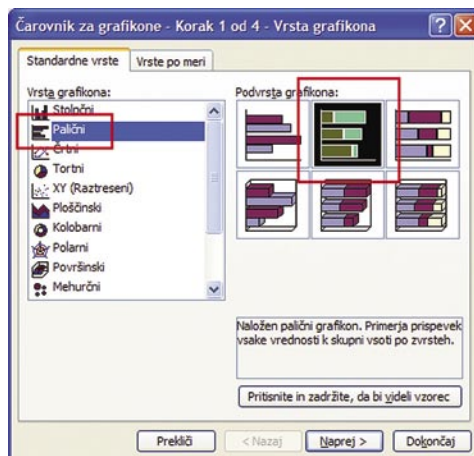 Čarovnik za grafikone - Korak 1 od 4 - Vrsta grafikona
Standardne vrste
Vrste po meri
Vrsta grafikona:
Stolpčni
Palični
Črtni
Tortni
XY (Raztreseni)
Ploščinski
Kolobarni
Polarni
Površinski
Mehurčni
Podvrsta grafikona:
Naložen palični grafikon. Primerja prispevek
vsake vrednosti k skupni vsoti po zvrsteh.
Pritisnite in zadržite, da bi videli vzorec
Prekliči
< Nazaj
Naprej >
Dokončaj